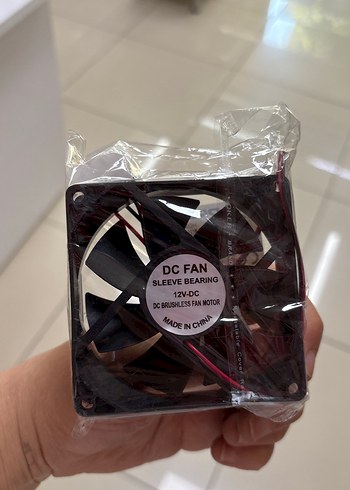 DC FAN
SLEEVE BEARING
12V-DC
DC BRUSHLESS FAN MOTOR
MADE IN CHINA